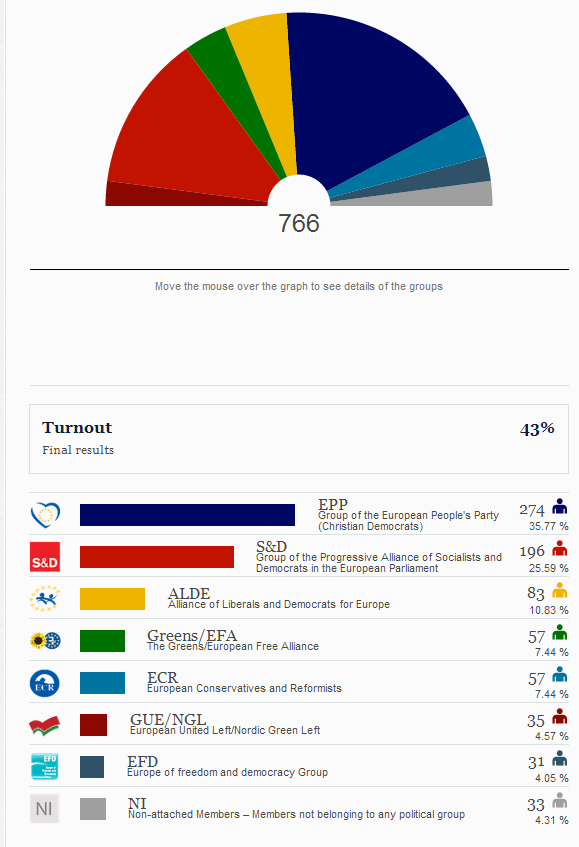 766
Move the mouse over the graph to see details of the groups
Turnout 43%
Final results
EPP
Group of the European People's Party
(Christian Democrats)
274
35.77 %
S&D
S&D
Group of the Progressive Alliance of Socialists and
Democrats in the European Parliament
196
25.59 %
ALDE
Alliance of Liberals and Democrats for Europe
83
10.83 %
Greens/EFA
The Greens/European Free Alliance
57
7.44 %
ECR
ECR
European Conservatives and Reformists
57
7.44 %
GUE/NGL
European United Left/Nordic Green Left
35
4.57 %
EFD
EFD
Europe of freedom and democracy Group
31
4.05 %
NI
NI
Non-attached Members – Members not belonging to any political group
33
4.31 %